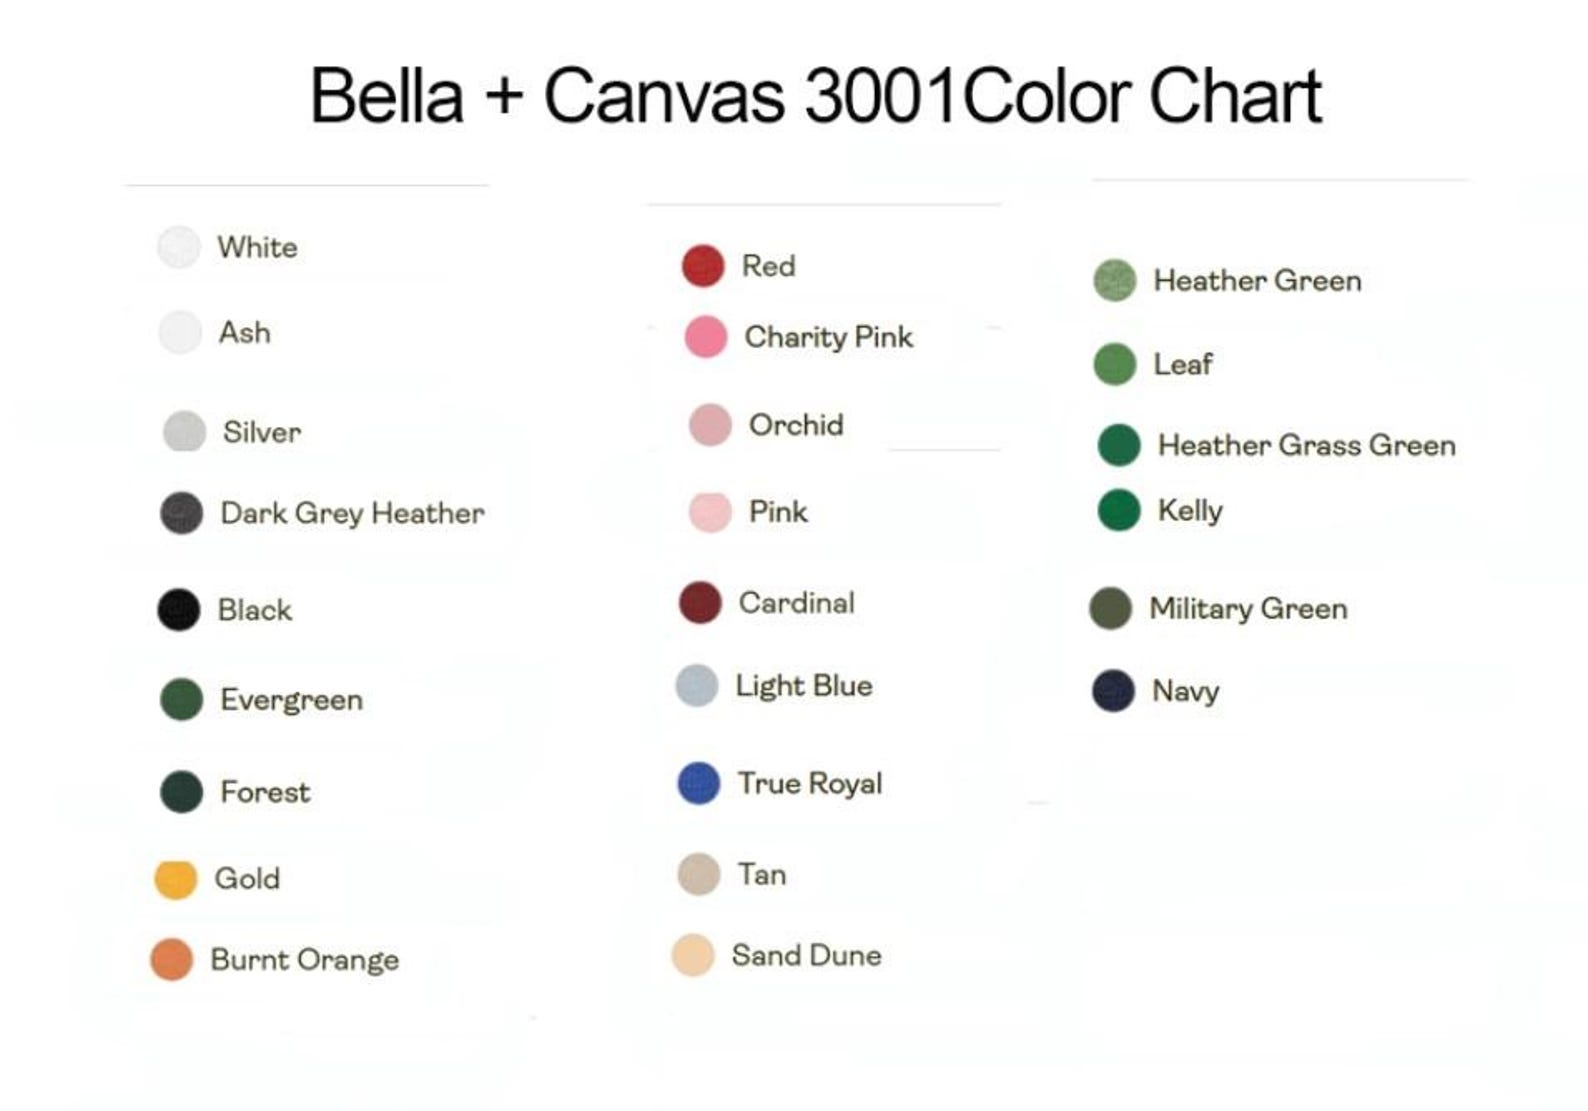 Bella + Canvas 3001Color Chart
White
Ash
Silver
Dark Grey Heather
Black
Evergreen
Forest
Gold
Burnt Orange
Red
Charity Pink
Orchid
Pink
Cardinal
Light Blue
True Royal
Tan
Sand Dune
Heather Green
Leaf
Heather Grass Green
Kelly
Military Green
Navy